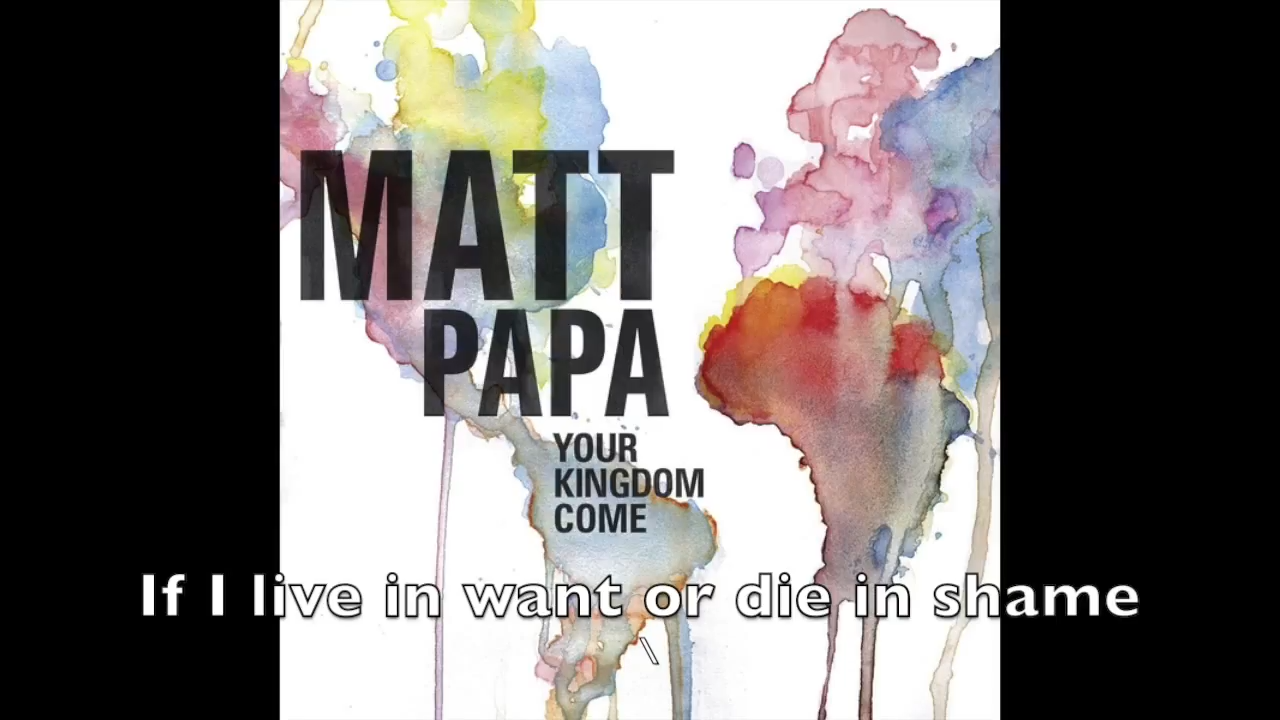 MATT
PAPA
YOUR
KINGDOM
COME
If I live in want or die in shame
\